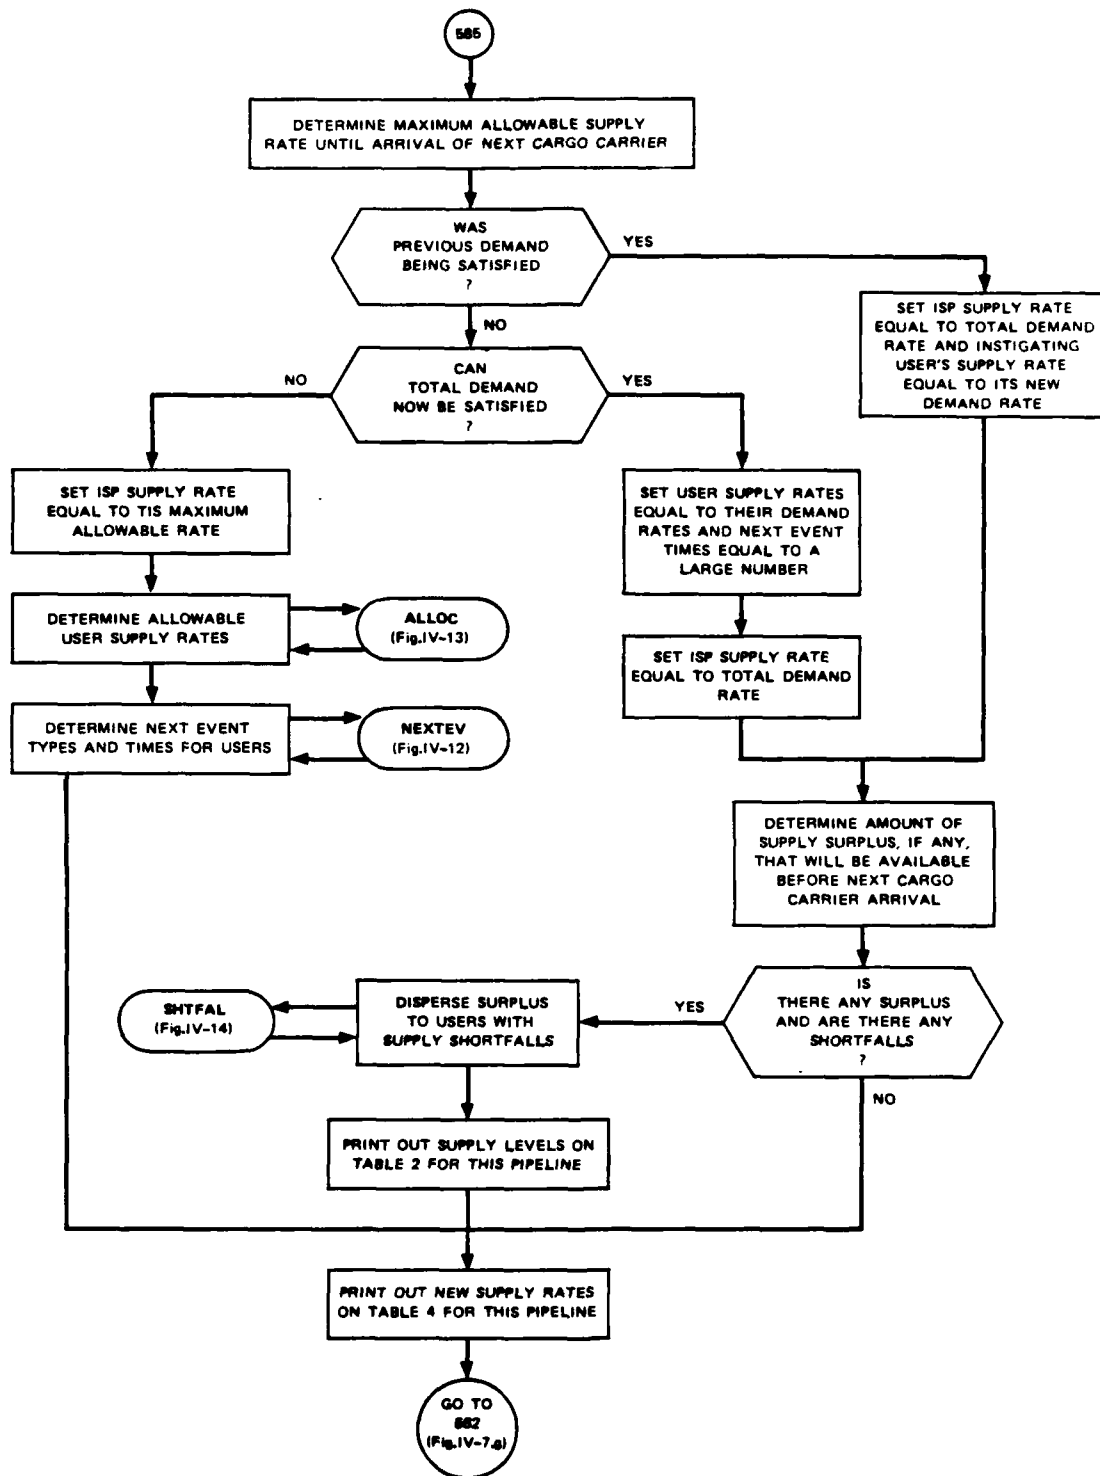 585
DETERMINE MAXIMUM ALLOWABLE SUPPLY
RATE UNTIL ARRIVAL OF NEXT CARGO CARRIER
WAS
PREVIOUS DEMAND
BEING SATISFIED
?
YES
NO
SET ISP SUPPLY RATE
EQUAL TO TOTAL DEMAND
RATE AND INSTIGATING
USER'S SUPPLY RATE
EQUAL TO ITS NEW
DEMAND RATE
CAN
TOTAL DEMAND
NOW BE SATISFIED
?
NO
YES
SET ISP SUPPLY RATE
EQUAL TO TIS MAXIMUM
ALLOWABLE RATE
SET USER SUPPLY RATES
EQUAL TO THEIR DEMAND
RATES AND NEXT EVENT
TIMES EQUAL TO A
LARGE NUMBER
DETERMINE ALLOWABLE
USER SUPPLY RATES
ALLOC
(Fig.IV-13)
SET ISP SUPPLY RATE
EQUAL TO TOTAL DEMAND
RATE
DETERMINE NEXT EVENT
TYPES AND TIMES FOR USERS
NEXTEV
(Fig.IV-12)
DETERMINE AMOUNT OF
SUPPLY SURPLUS, IF ANY,
THAT WILL BE AVAILABLE
BEFORE NEXT CARGO
CARRIER ARRIVAL
IS
THERE ANY SURPLUS
AND ARE THERE ANY
SHORTFALLS
?
YES
NO
DISPERSE SURPLUS
TO USERS WITH
SUPPLY SHORTFALLS
SHTFAL
(Fig.IV-14)
PRINT OUT SUPPLY LEVELS ON
TABLE 2 FOR THIS PIPELINE
PRINT OUT NEW SUPPLY RATES
ON TABLE 4 FOR THIS PIPELINE
GO TO
(Fig.IV-7.g)